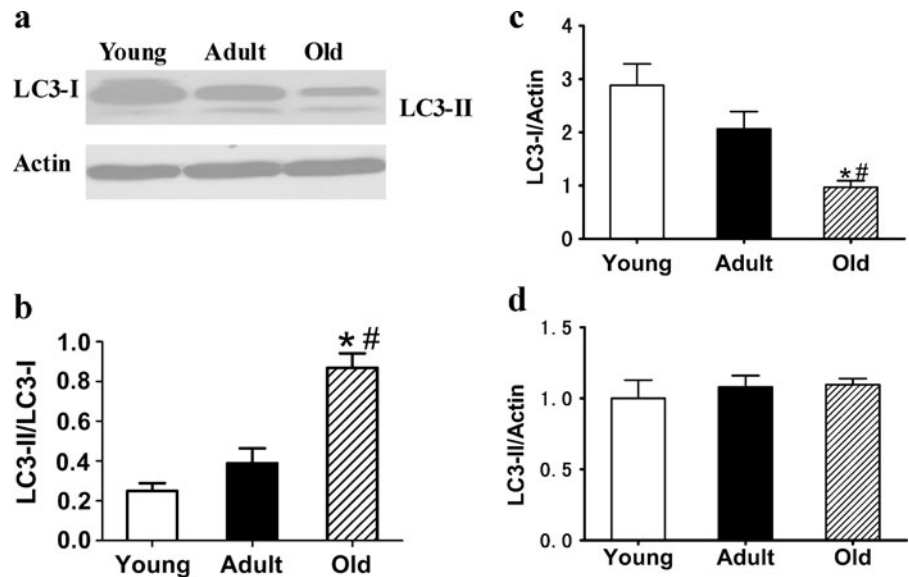 a
Young Adult Old
LC3-I
LC3-II
Actin
b
LC3-II/LC3-I
1.0
0.8
0.6
0.4
0.2
0.0
* #
Young Adult Old
c
LC3-I/Actin
4
3
2
1
0
*#
Young Adult Old
d
LC3-II/Actin
1.5
1.0
0.5
0.0
Young Adult Old